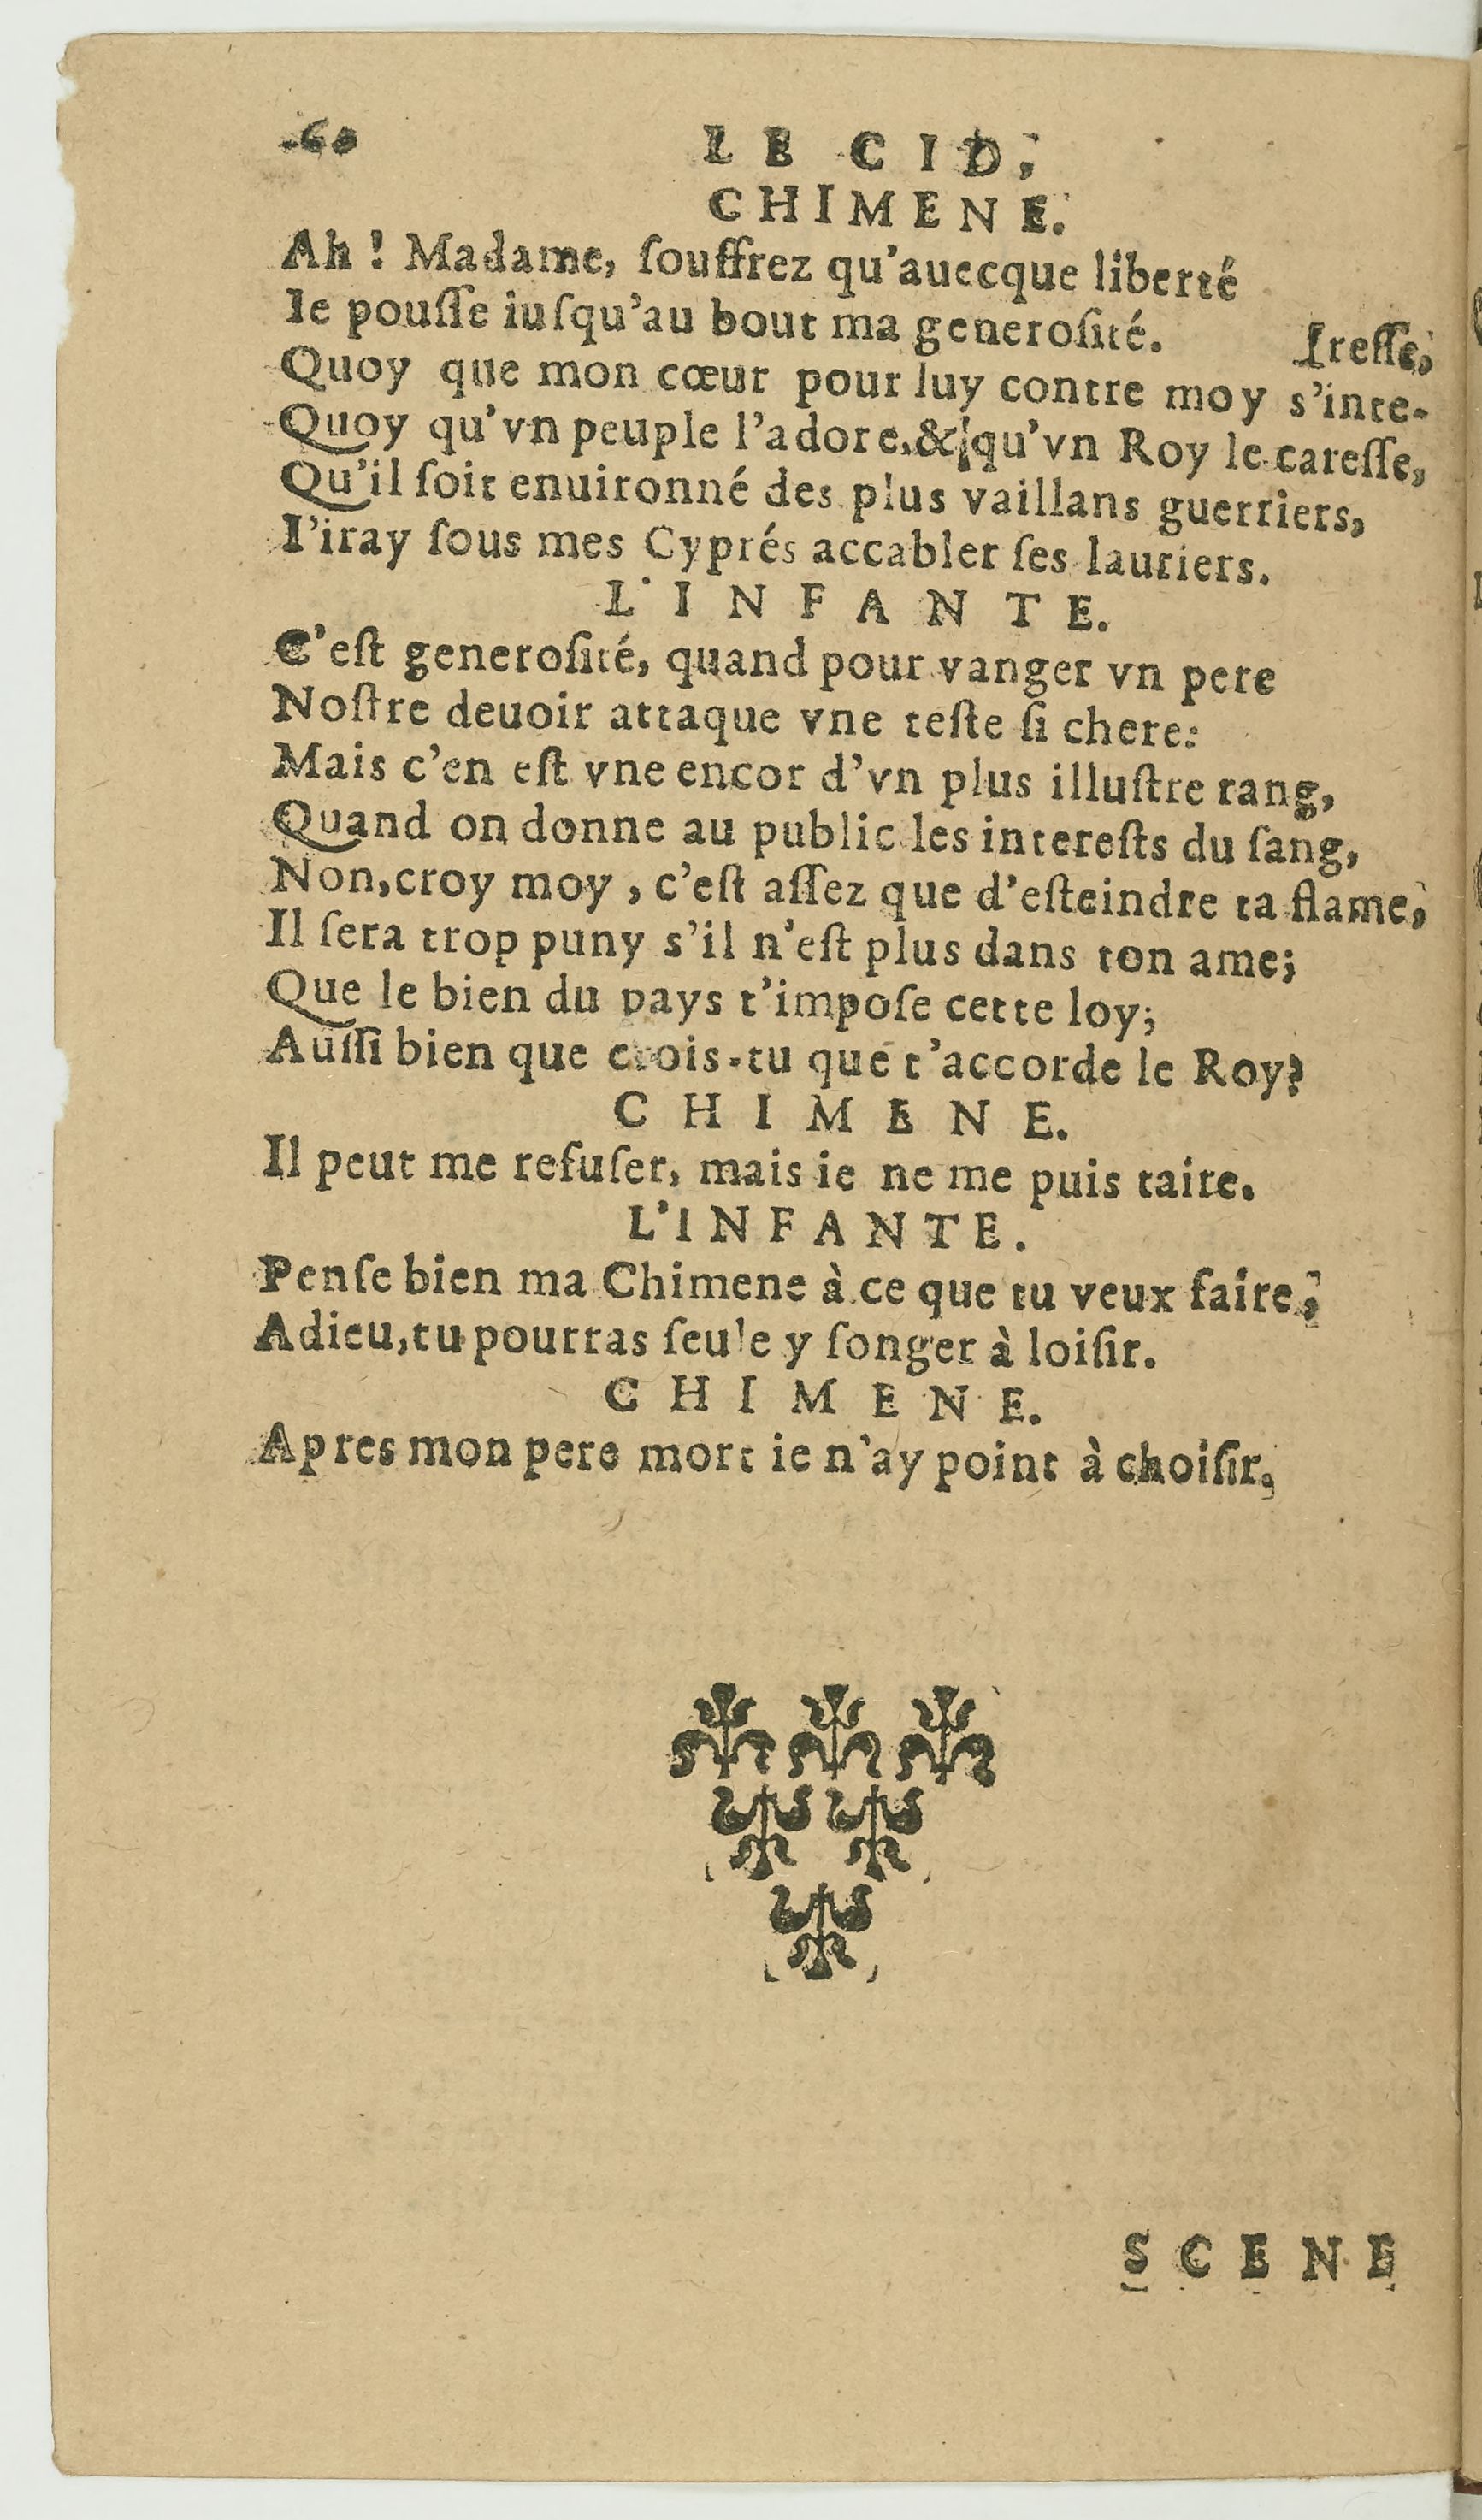 60 LE CID,
CHIMENE.
Ah ! Madame, ſouffrez qu'auecque liberté
Ie pouſſe iuſqu'au bout ma generoſité.
[reſſe,
Quoy que mon cœur pour luy contre moy s'inte-
Quoy qu'vn peuple l'adore,& qu'vn Roy le careſſe,
Qu'il ſoit enuironné des plus vaillans guerriers,
I'iray ſous mes Cyprés accabler ſes lauriers.
L'INFANTE.
C'eſt generoſité, quand pour vanger vn pere
Noſtre deuoir attaque vne teſte ſi chere:
Mais c'en eſt vne encor d'vn plus illuſtre rang,
Quand on donne au public les intereſts du ſang,
Non,croy moy , c'eſt aſſez que d'eſteindre ta flame,
Il ſera trop puny s'il n'eſt plus dans ton ame;
Que le bien du pays t'impoſe cette loy;
Auſſi bien que crois-tu que t'accorde le Roy?
CHIMENE.
Il peut me refuſer, mais ie ne me puis taire.
L'INFANTE.
Penſe bien ma Chimene à ce que tu veux faire,
Adieu,tu pourras ſeule y ſonger à loiſir.
CHIMENE.
Apres mon pere mort ie n'ay point à choiſir.
SCENE